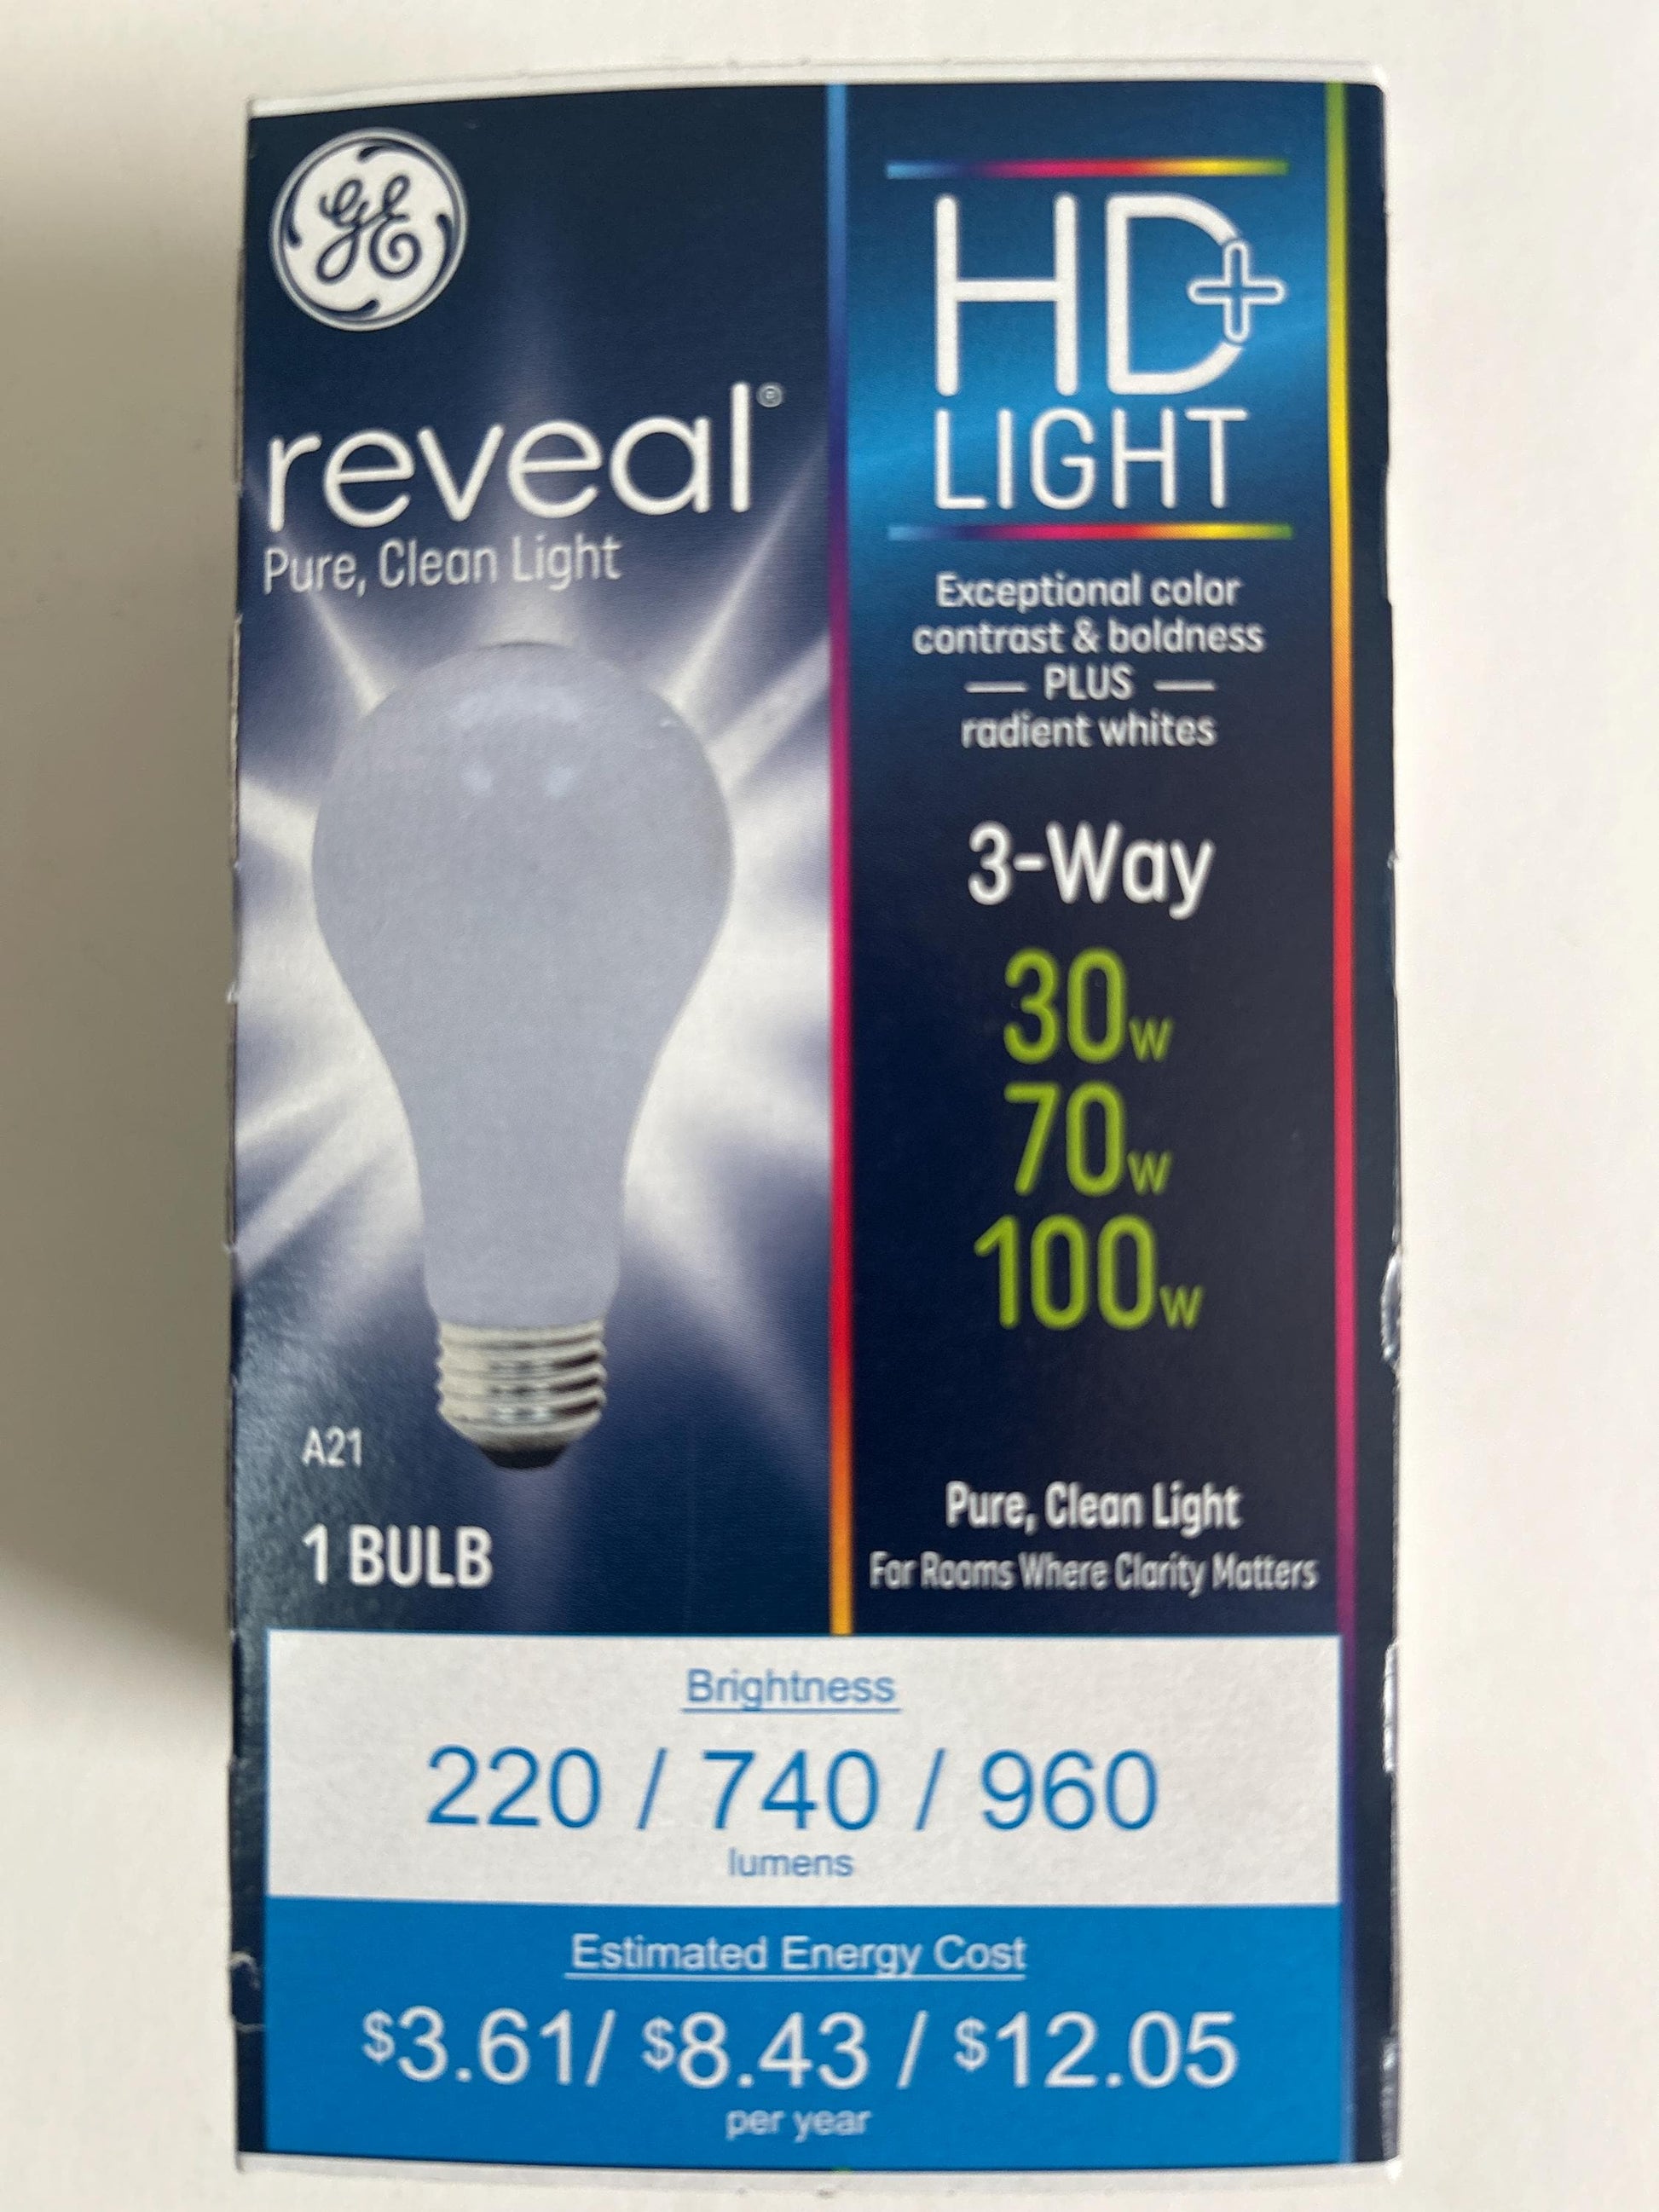 GE
reveal®
Pure, Clean Light
A21
1 BULB
HD+
LIGHT
Exceptional color
contrast & boldness
— PLUS —
radient whites
3-Way
30w
70w
100w
Pure, Clean Light
For Rooms Where Clarity Matters
Brightness
220 / 740 / 960
lumens
Estimated Energy Cost
$3.61/ $8.43 / $12.05
per year